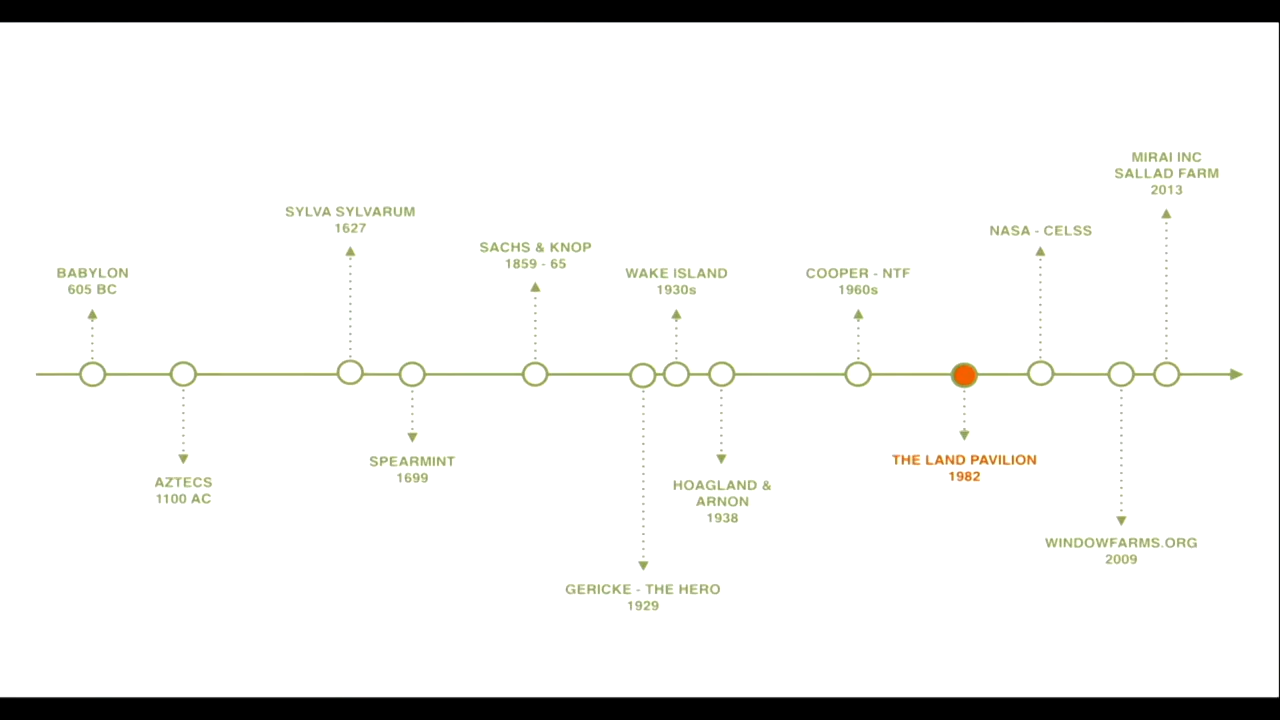 BABYLON
605 BC
AZTECS
1100 AC
SYLVA SYLVARUM
1627
SPEARMINT
1699
SACHS & KNOP
1859 - 65
GERICKE - THE HERO
1929
WAKE ISLAND
1930s
HOAGLAND &
ARNON
1938
COOPER - NTF
1960s
THE LAND PAVILION
1982
NASA - CELSS
WINDOWFARMS.ORG
2009
MIRAI INC
SALLAD FARM
2013